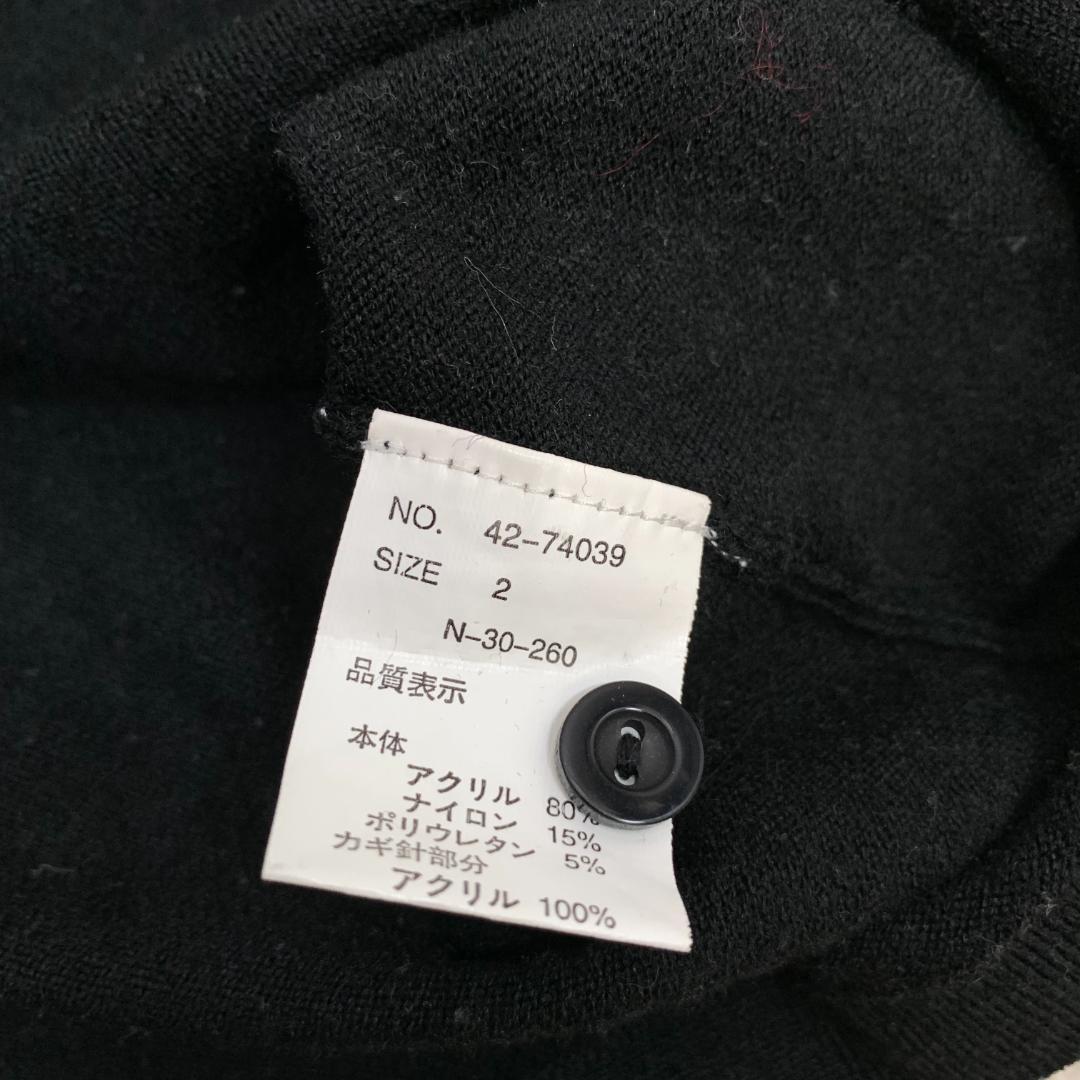 NO. 42-74039
SIZE 2
N-30-260
品質表示
本体
アクリル 80%
ナイロン 15%
ポリウレタン 5%
カギ針部分
アクリル 100%